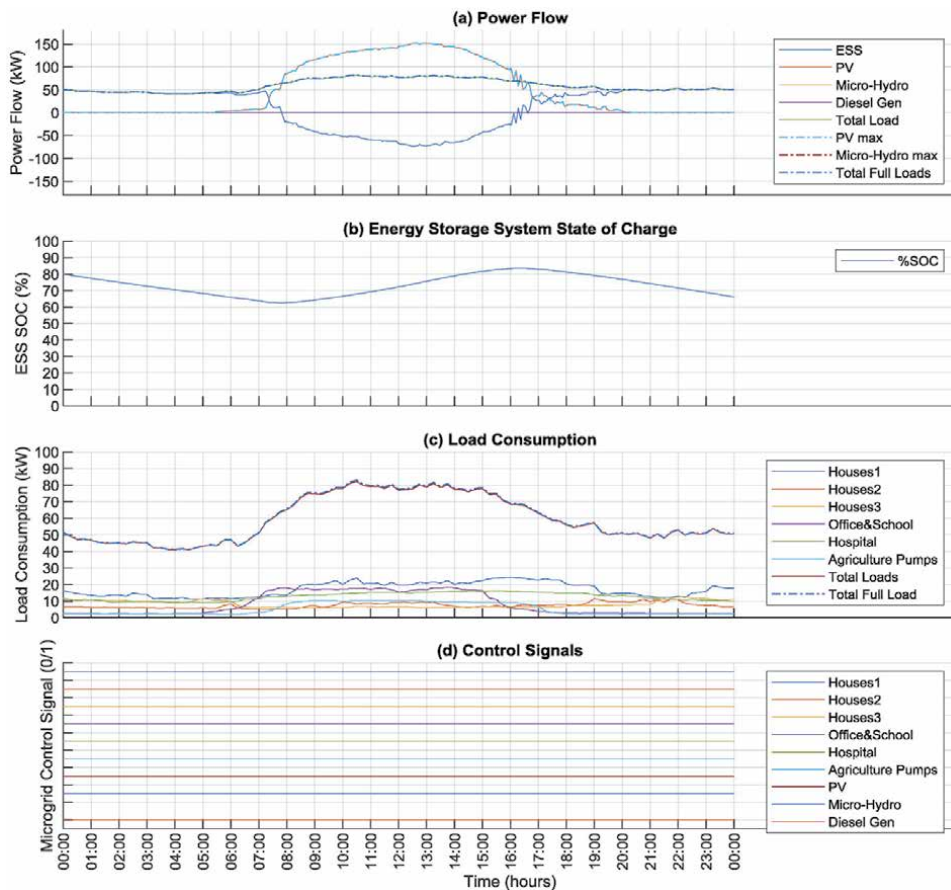 (a) Power Flow
Power Flow (kW)
150
100
50
0
-50
-100
-150
ESS
PV
Micro-Hydro
Diesel Gen
Total Load
PV max
Micro-Hydro max
Total Full Loads
(b) Energy Storage System State of Charge
ESS SOC (%)
100
90
80
70
60
50
40
30
20
10
0
%SOC
(c) Load Consumption
Load Consumption (kW)
100
90
80
70
60
50
40
30
20
10
0
Houses1
Houses2
Houses3
Office&School
Hospital
Agriculture Pumps
Total Loads
Total Full Load
(d) Control Signals
Microgrid Control Signal (0/1)
Houses1
Houses2
Houses3
Office&School
Hospital
Agriculture Pumps
PV
Micro-Hydro
Diesel Gen
00:00
01:00
02:00
03:00
04:00
05:00
06:00
07:00
08:00
09:00
10:00
11:00
12:00
13:00
14:00
15:00
16:00
17:00
18:00
19:00
20:00
21:00
22:00
23:00
00:00
Time (hours)